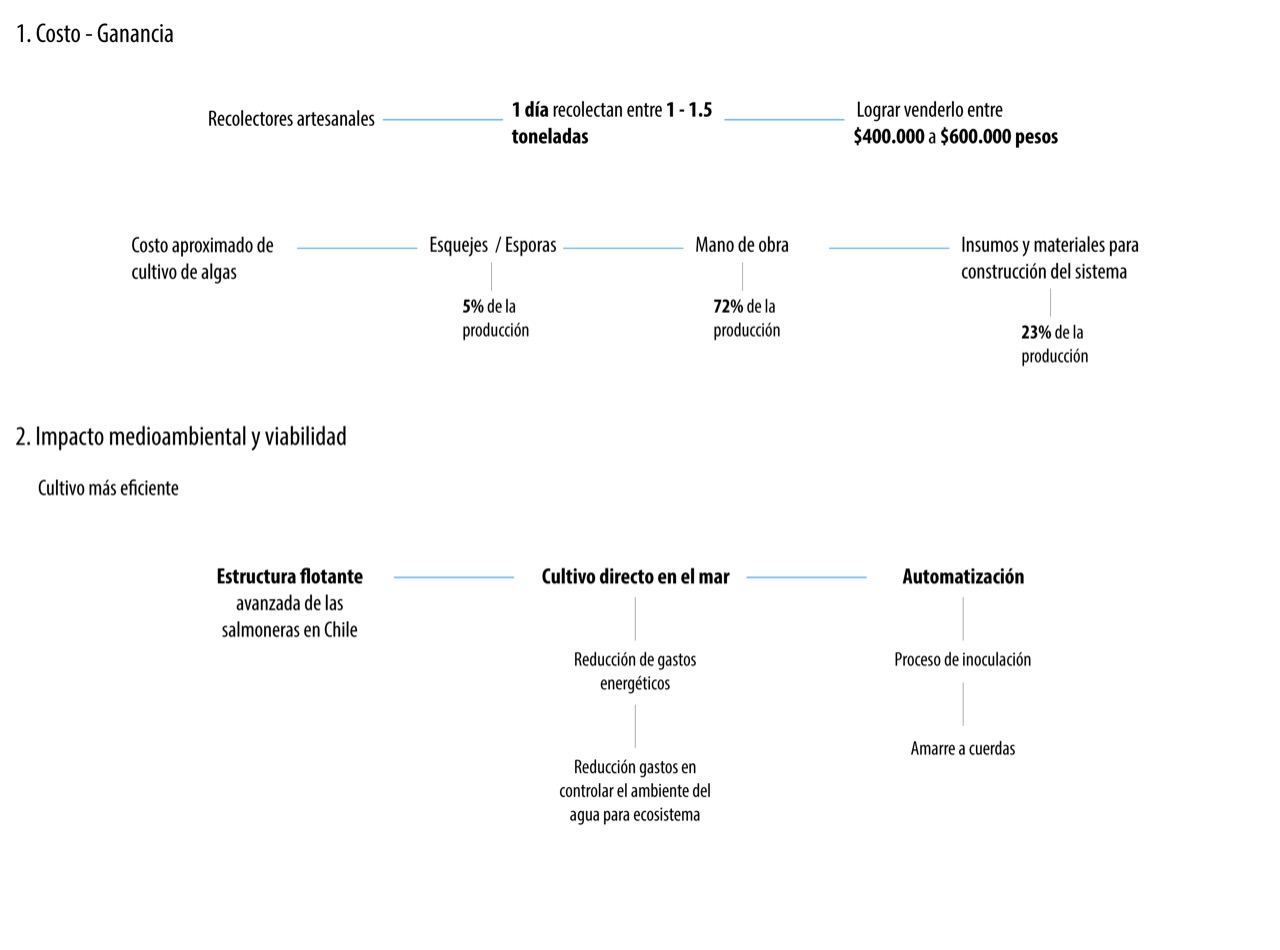 1. Costo - Ganancia
Recolectores artesanales
1 día recolectan entre 1 - 1.5
toneladas
Lograr venderlo entre
$400.000 a $600.000 pesos
Costo aproximado de
cultivo de algas
Esquejes / Esporas
5% de la
producción
Mano de obra
72% de la
producción
Insumos y materiales para
construcción del sistema
23% de la
producción
2. Impacto medioambiental y viabilidad
Cultivo más eficiente
Estructura flotante
avanzada de las
salmoneras en Chile
Cultivo directo en el mar
Reducción de gastos
energéticos
Reducción gastos en
controlar el ambiente del
agua para ecosistema
Automatización
Proceso de inoculación
Amarre a cuerdas